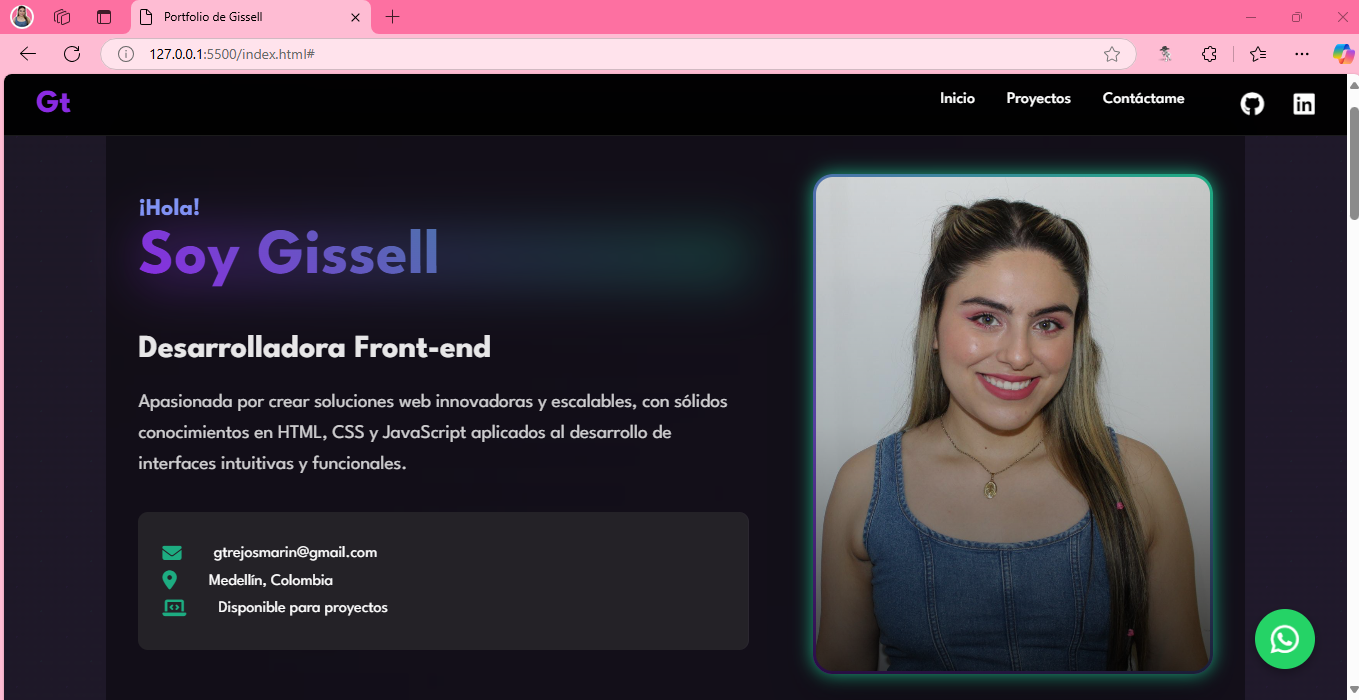 Portfolio de Gissell
127.0.0.1:5500/index.html#
Gt
Inicio Proyectos Contáctame
in
¡Hola!
Soy Gissell
Desarrolladora Front-end
Apasionada por crear soluciones web innovadoras y escalables, con sólidos
conocimientos en HTML, CSS y JavaScript aplicados al desarrollo de
interfaces intuitivas y funcionales.
gtrejosmarin@gmail.com
Medellín, Colombia
Disponible para proyectos